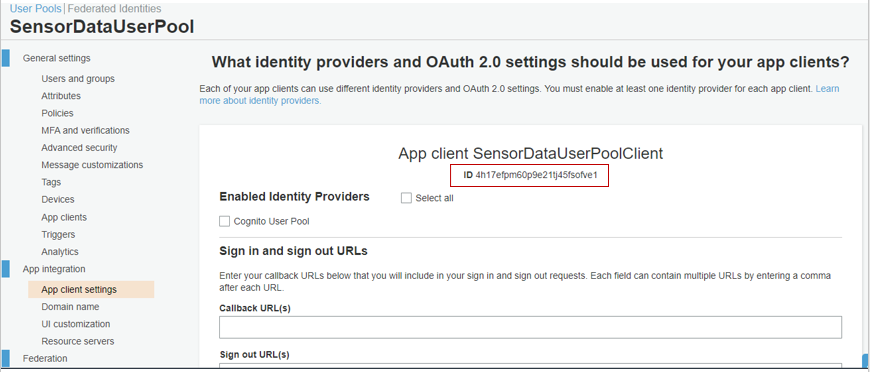 User Pools | Federated Identities
SensorDataUserPool
General settings
Users and groups
Attributes
Policies
MFA and verifications
Advanced security
Message customizations
Tags
Devices
App clients
Triggers
Analytics
App integration
App client settings
Domain name
UI customization
Resource servers
Federation
What identity providers and OAuth 2.0 settings should be used for your app clients?
Each of your app clients can use different identity providers and OAuth 2.0 settings. You must enable at least one identity provider for each app client. Learn
more about identity providers.
App client SensorDataUserPoolClient
ID 4h17efpm60p9e21tj45fsofve1
Enabled Identity Providers
Select all
Cognito User Pool
Sign in and sign out URLs
Enter your callback URLs below that you will include in your sign in and sign out requests. Each field can contain multiple URLs by entering a comma
after each URL.
Callback URL(s)
Sign out URL(s)